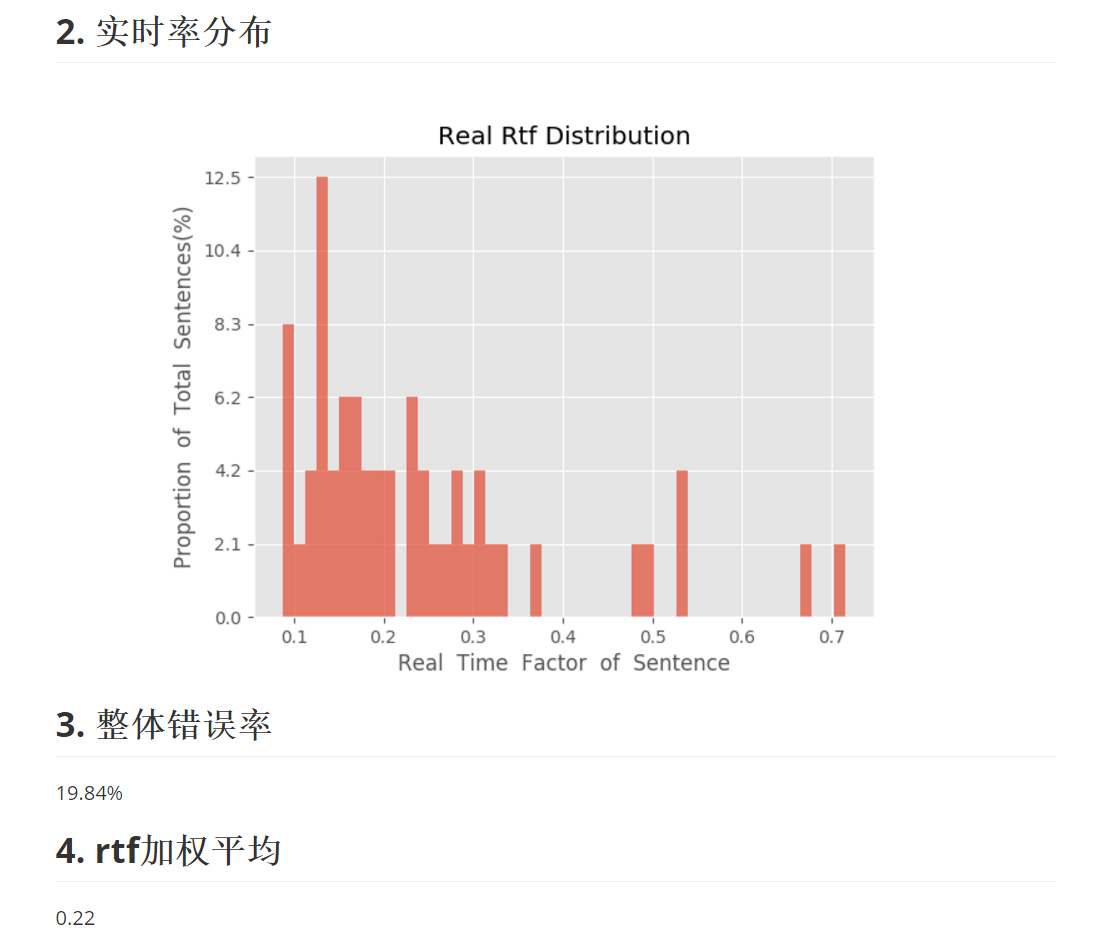 2. 实时率分布
Real Rtf Distribution
Proportion of Total Sentences(%)
12.5
10.4
8.3
6.2
4.2
2.1
0.0
0.1 0.2 0.3 0.4 0.5 0.6 0.7
Real Time Factor of Sentence
3. 整体错误率
19.84%
4. rtf加权平均
0.22